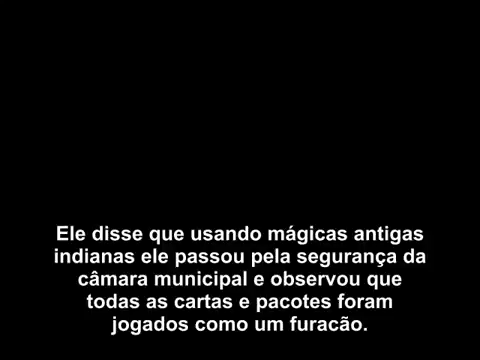 Ele disse que usando mágicas antigas
indianas ele passou pela segurança da
câmara municipal e observou que
todas as cartas e pacotes foram
jogados como um furacão.